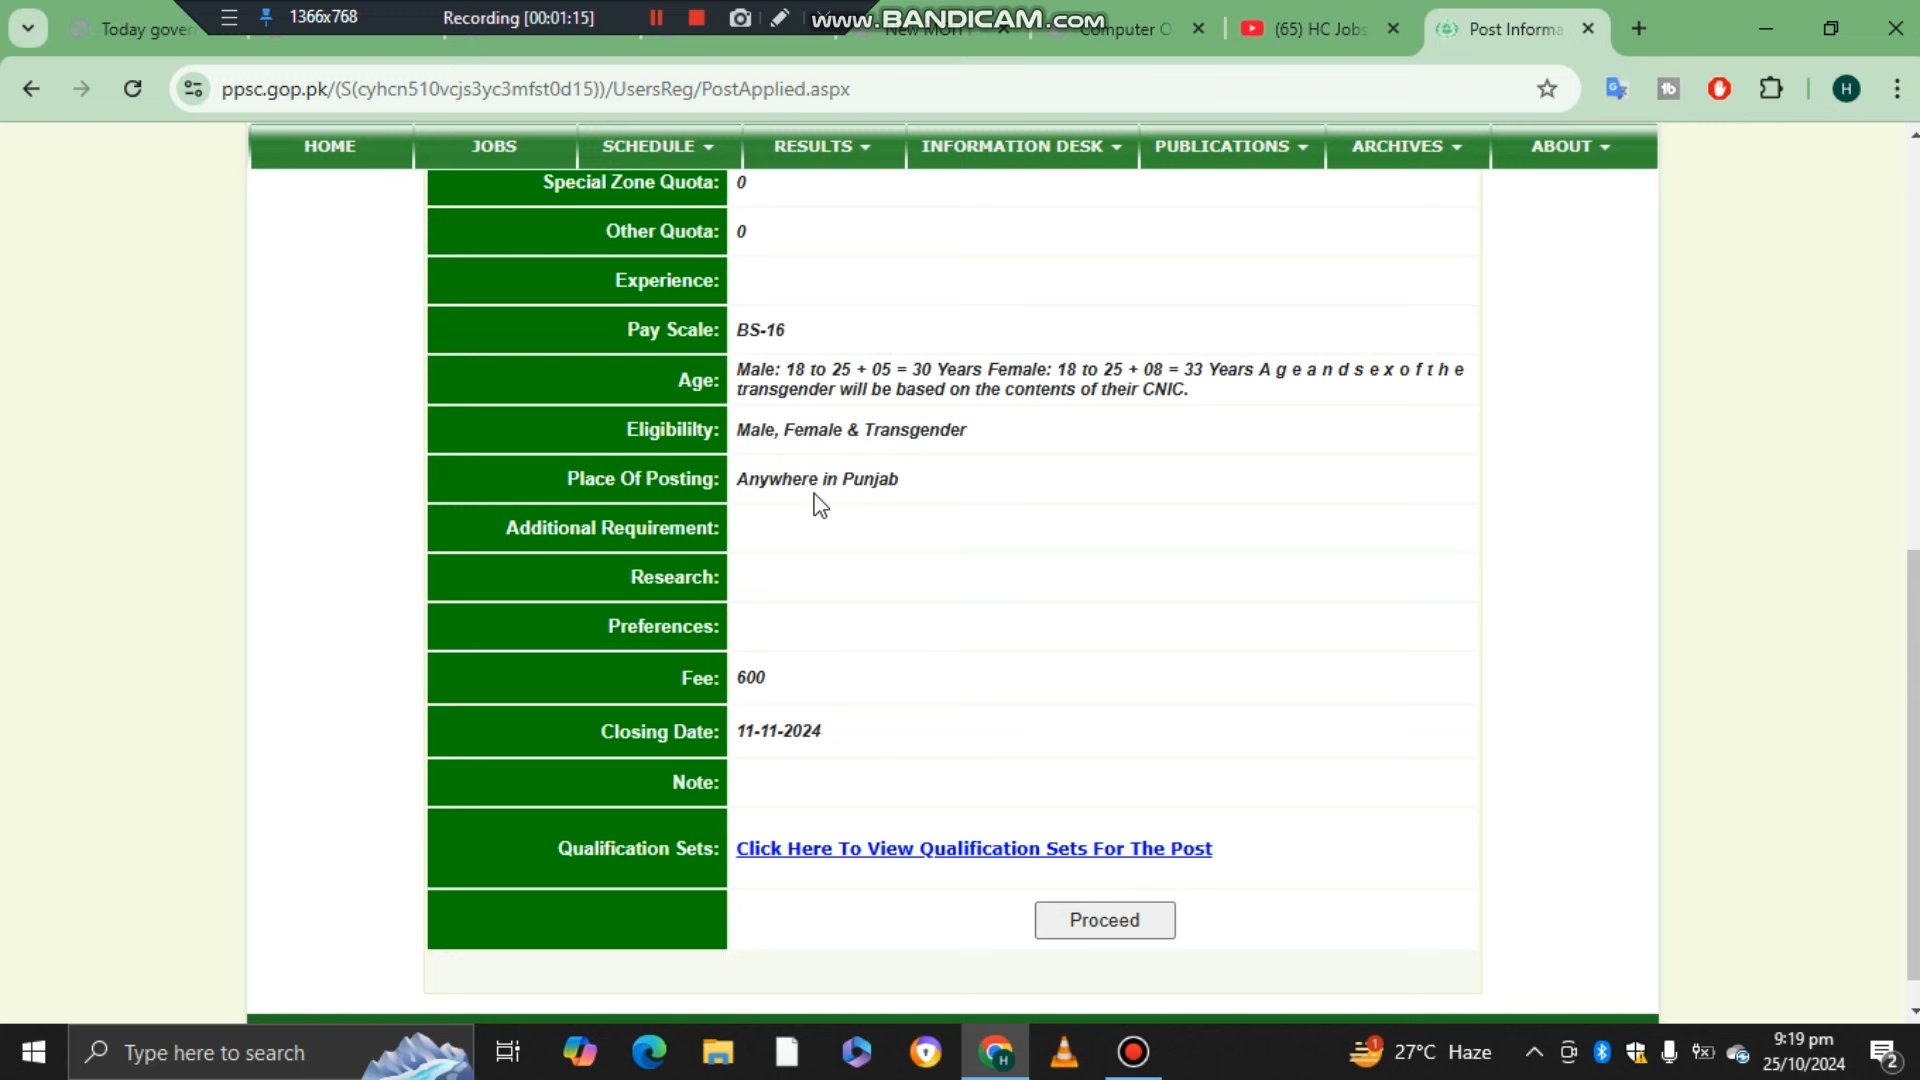 1366x768
Recording [00:01:15]
www.BANDICAM.com
Today gover
New
Computer O
(65) HC Jobs
Post Informa
ppsc.gop.pk/(S(cyhcn510vcjs3yc3mfst0d15))/UsersReg/PostApplied.aspx
H
HOME
JOBS
SCHEDULE
RESULTS
INFORMATION DESK
PUBLICATIONS
ARCHIVES
ABOUT
Special Zone Quota: 0
Other Quota: 0
Experience:
Pay Scale: BS-16
Age: Male: 18 to 25 + 05 = 30 Years Female: 18 to 25 + 08 = 33 Years A g e a n d s e x o f t h e
transgender will be based on the contents of their CNIC.
Eligibililty: Male, Female & Transgender
Place Of Posting: Anywhere in Punjab
Additional Requirement:
Research:
Preferences:
Fee: 600
Closing Date: 11-11-2024
Note:
Qualification Sets: Click Here To View Qualification Sets For The Post
Proceed
Type here to search
27°C Haze
9:19 pm
25/10/2024
2